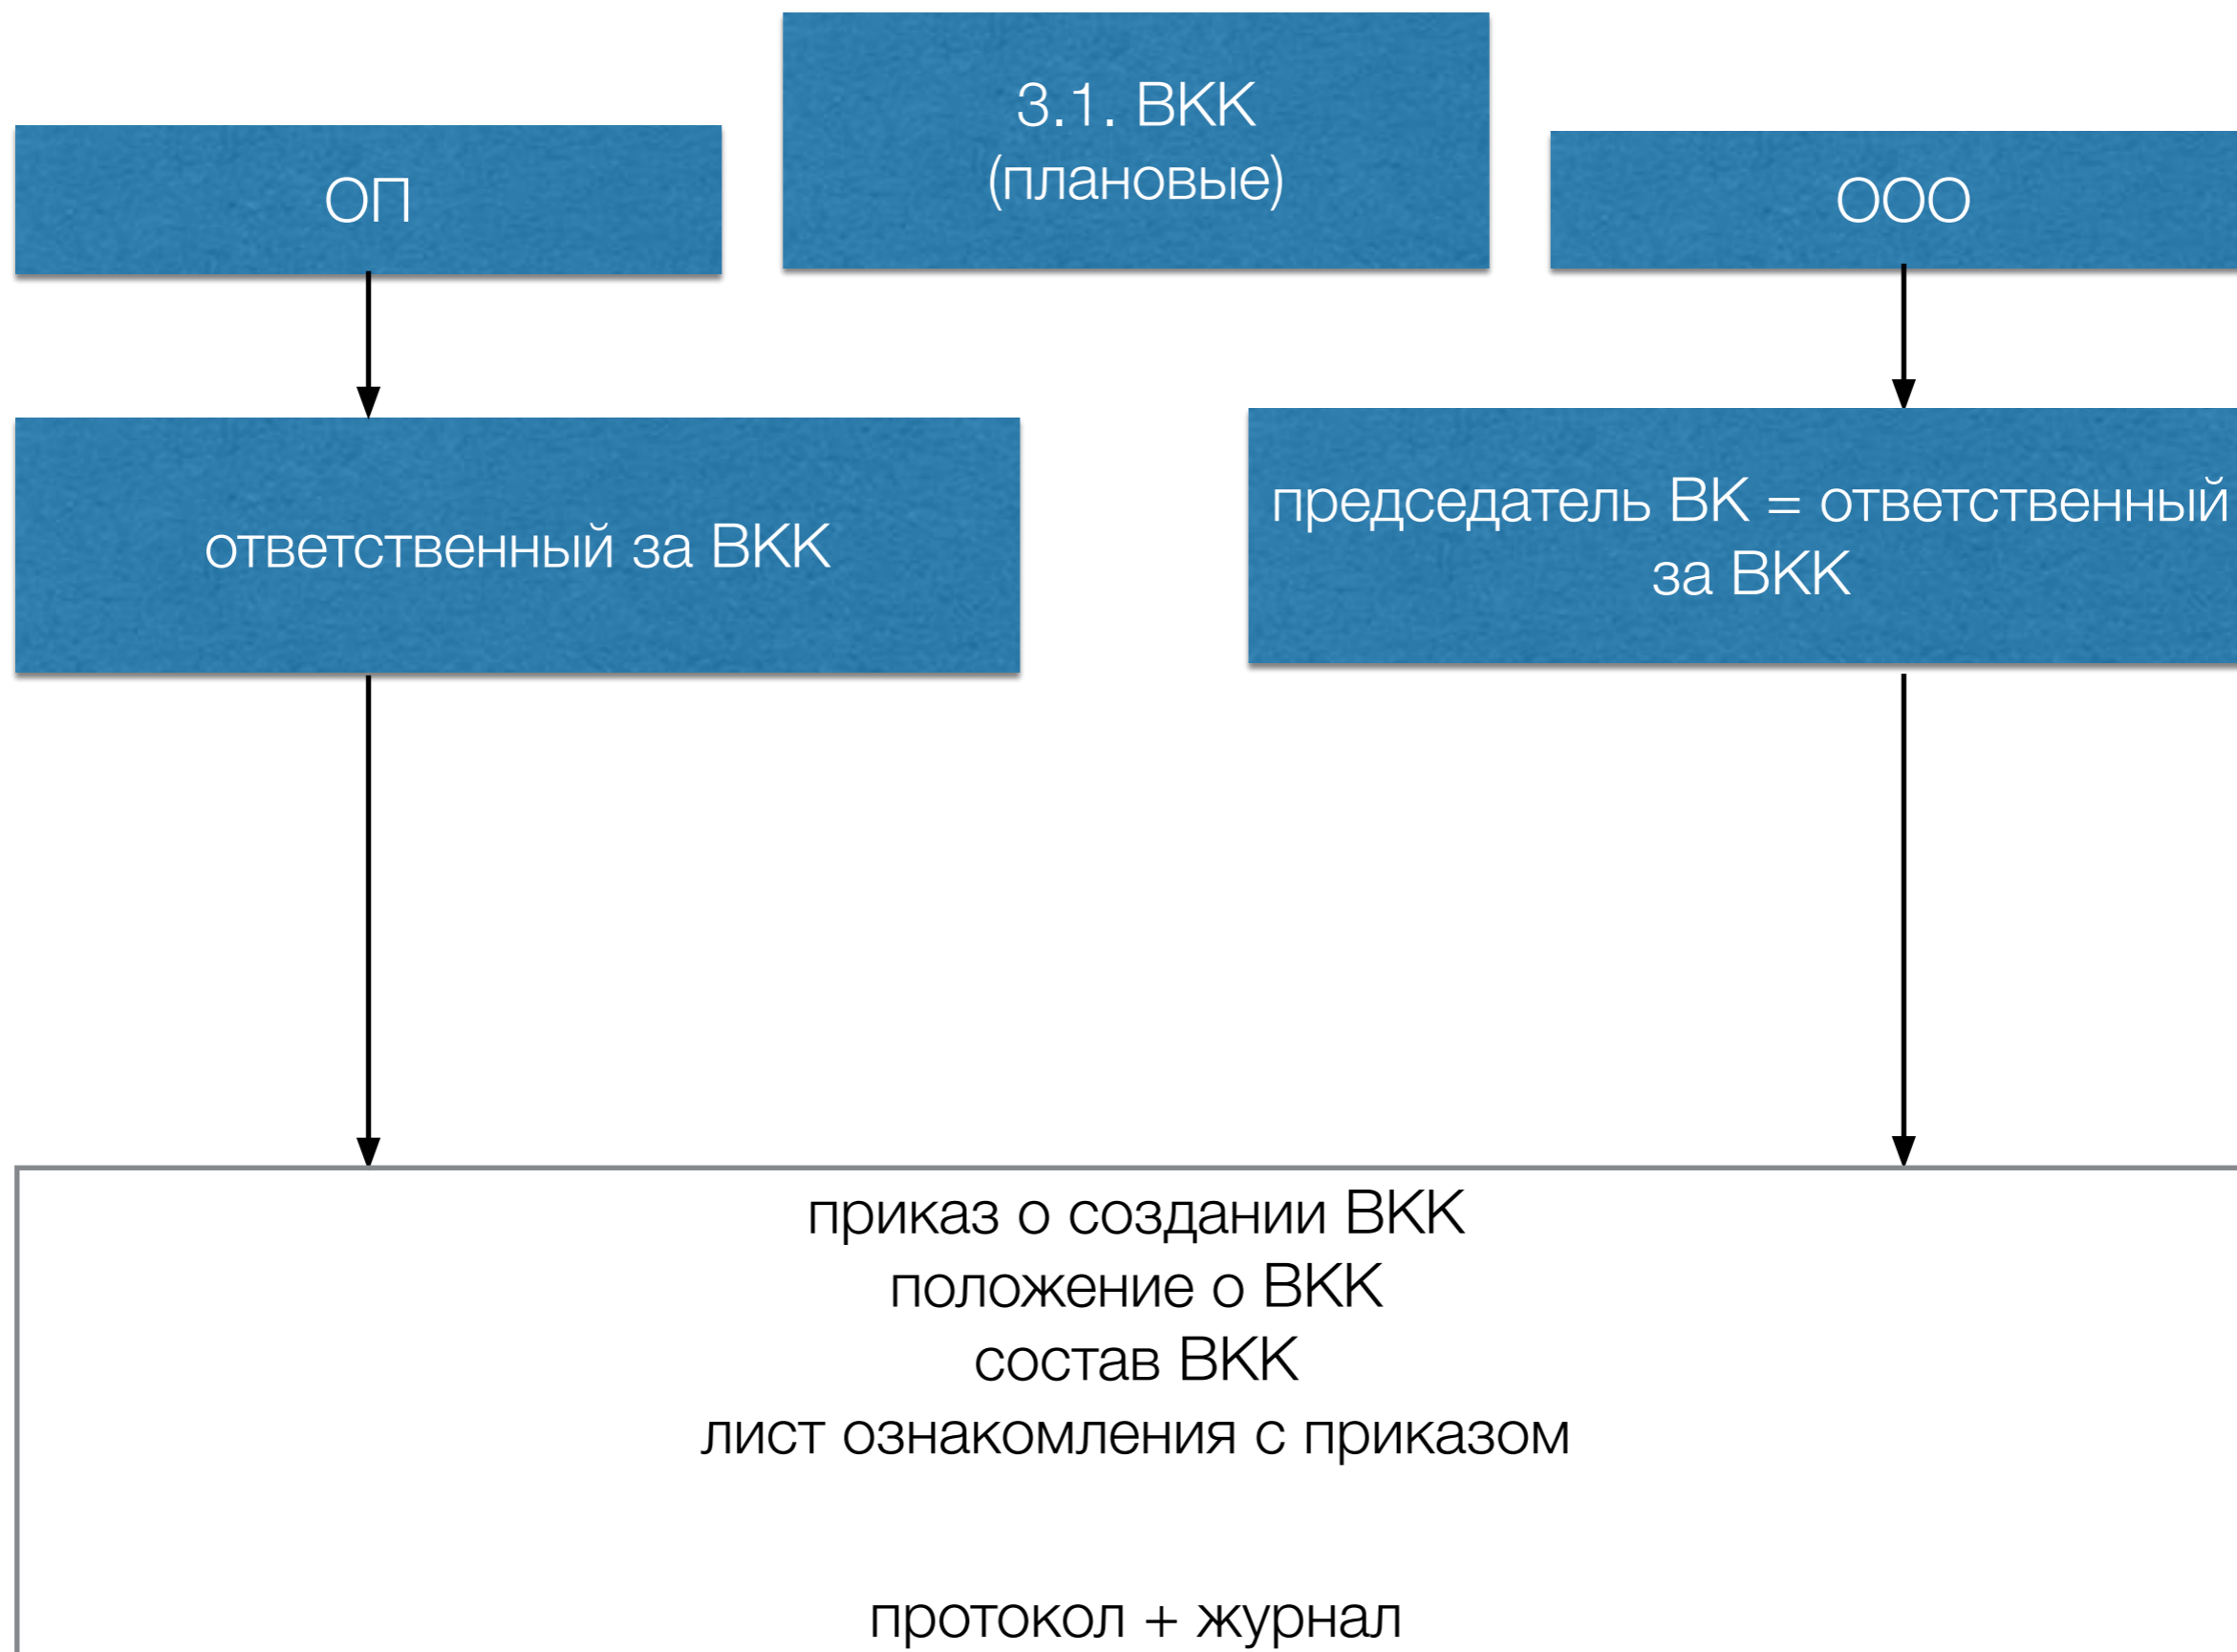 3.1. ВКК
(плановые)
ОП
ООО
ответственный за ВКК
председатель ВК = ответственный
за ВКК
приказ о создании ВКК
положение о ВКК
состав ВКК
лист ознакомления с приказом
протокол + журнал